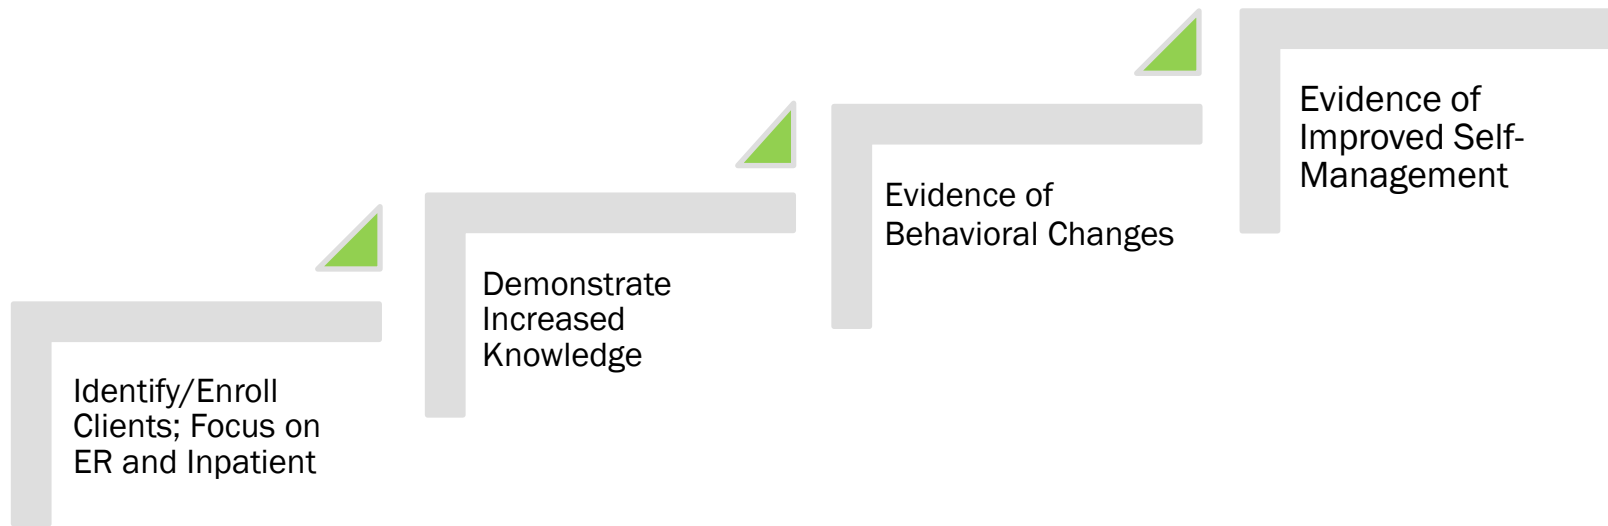 Identify/Enroll
Clients; Focus on
ER and Inpatient
Demonstrate
Increased
Knowledge
Evidence of
Behavioral Changes
Evidence of
Improved Self-
Management